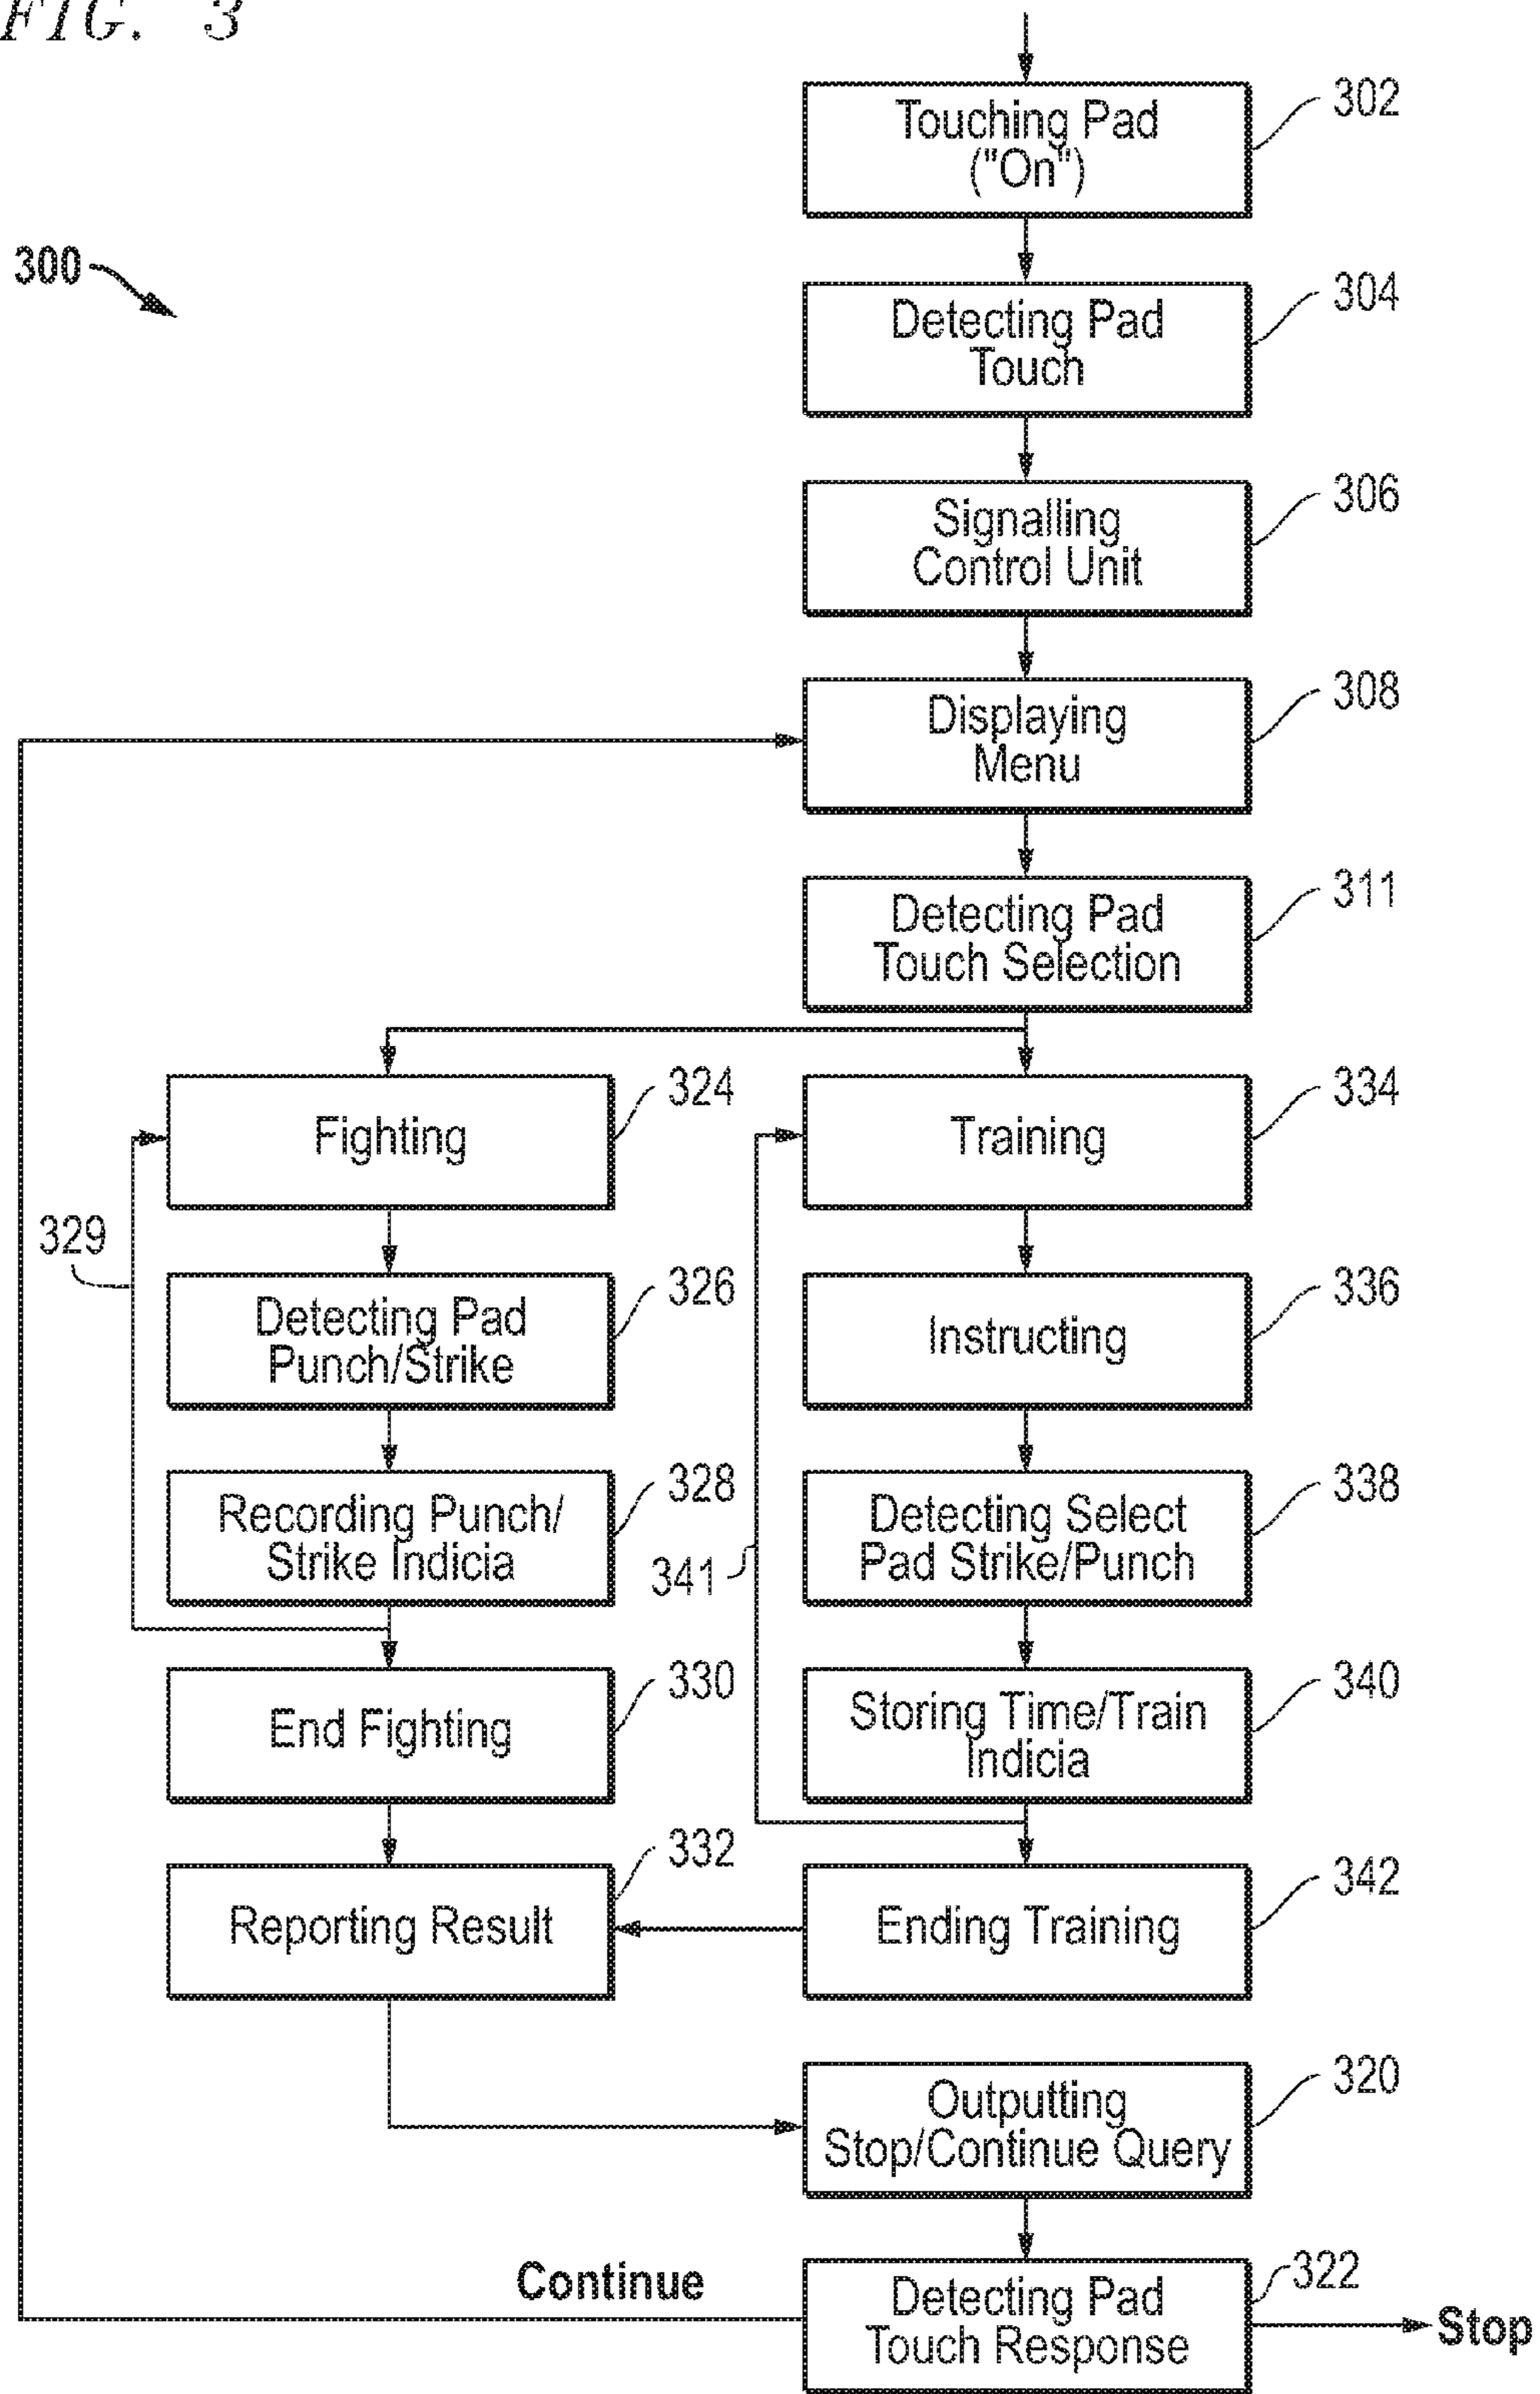 FIG. 3
302
Touching Pad
("On")
300
304
Detecting Pad
Touch
306
Signalling
Control Unit
308
Displaying
Menu
311
Detecting Pad
Touch Selection
324
Fighting
334
Training
329
326
Detecting Pad
Punch/Strike
336
Instructing
328
Recording Punch/
Strike Indicia
341
338
Detecting Select
Pad Strike/Punch
330
End Fighting
340
Storing Time/Train
Indicia
332
Reporting Result
342
Ending Training
320
Outputting
Stop/Continue Query
Continue
322
Detecting Pad
Touch Response
Stop